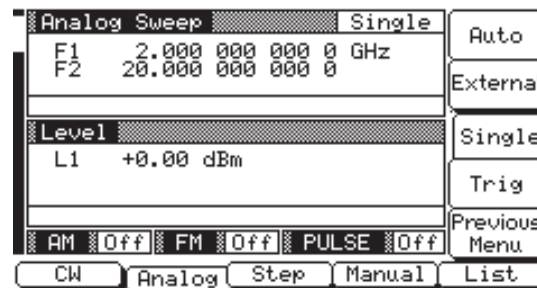 Analog Sweep Single
F1 2.000 000 000 0 GHz
F2 20.000 000 000 0
Level
L1 +0.00 dBm
AM Off FM Off PULSE Off
Auto
Externa
Single
Trig
Previous
Menu
CW Analog Step Manual List